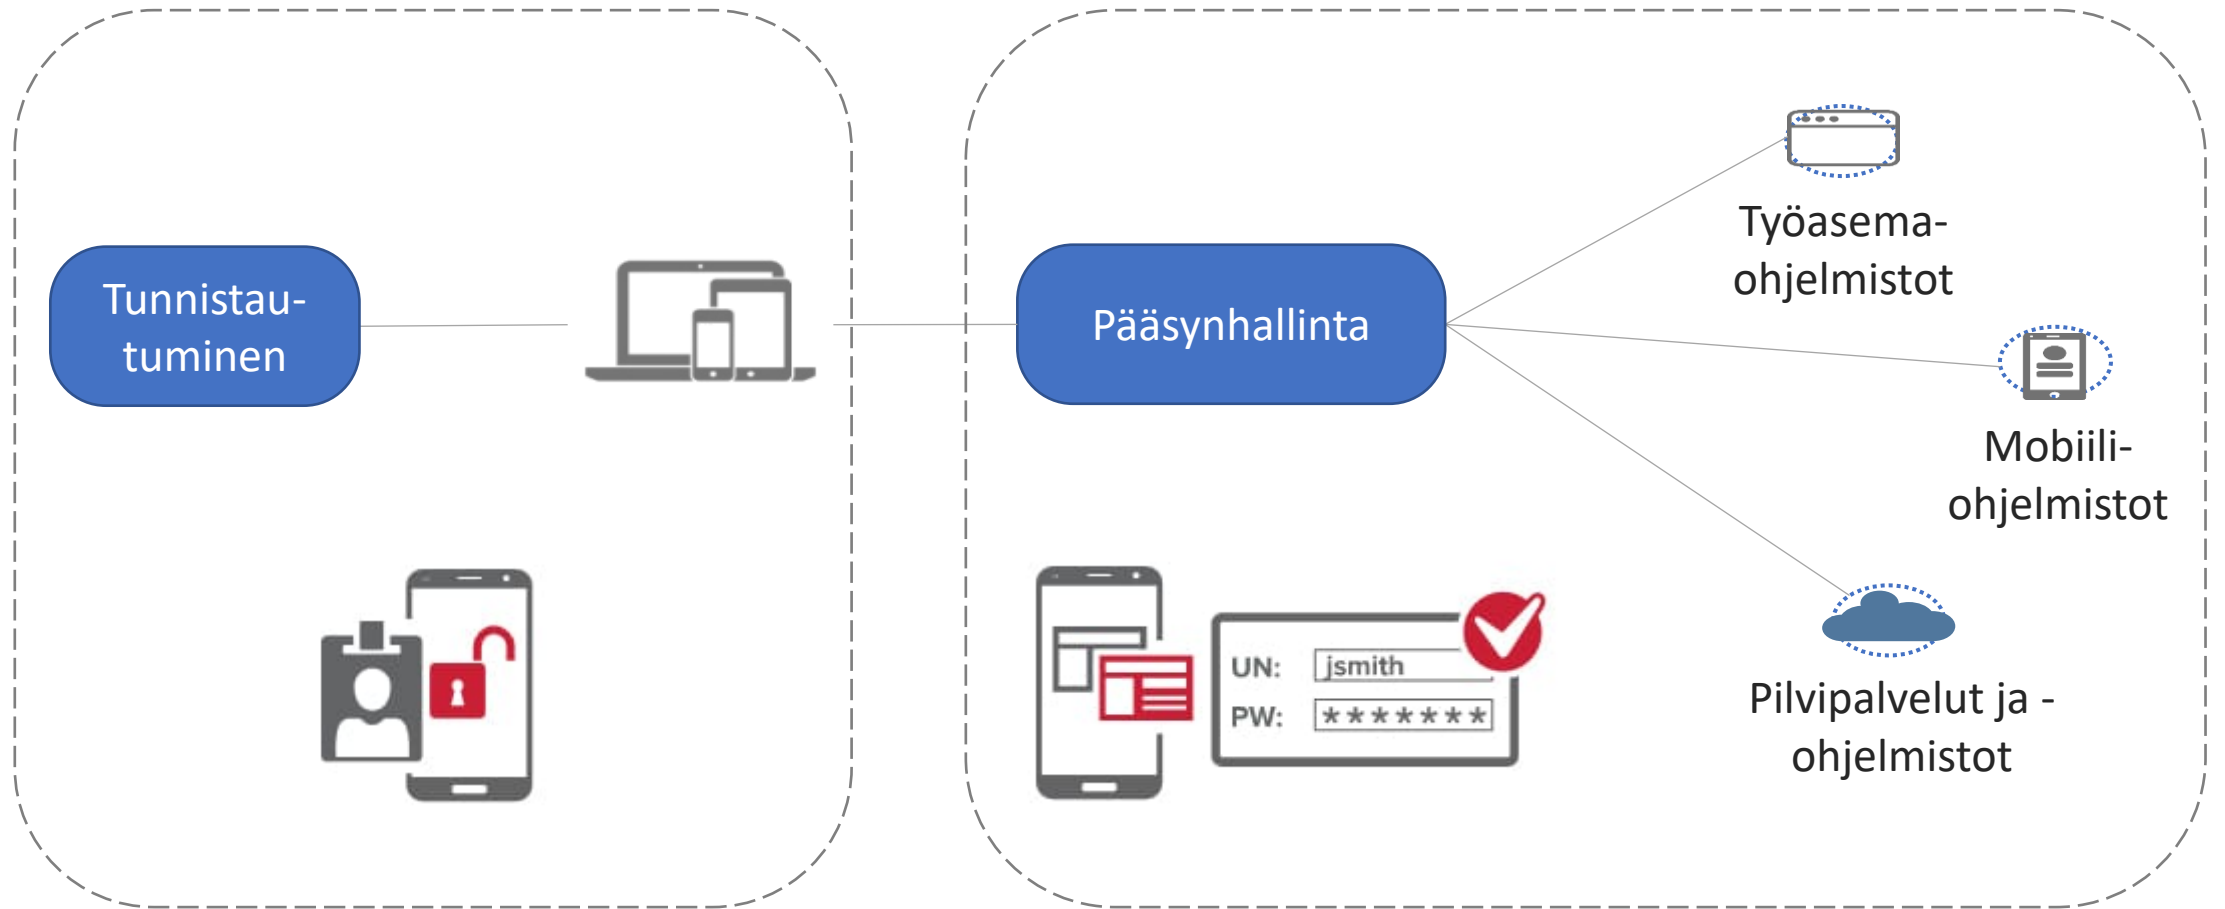 Tunnistau-
tuminen
Pääsynhallinta
Työasema-
ohjelmistot
Mobiili-
ohjelmistot
Pilvipalvelut ja -
ohjelmistot
UN: jsmith
PW: *******